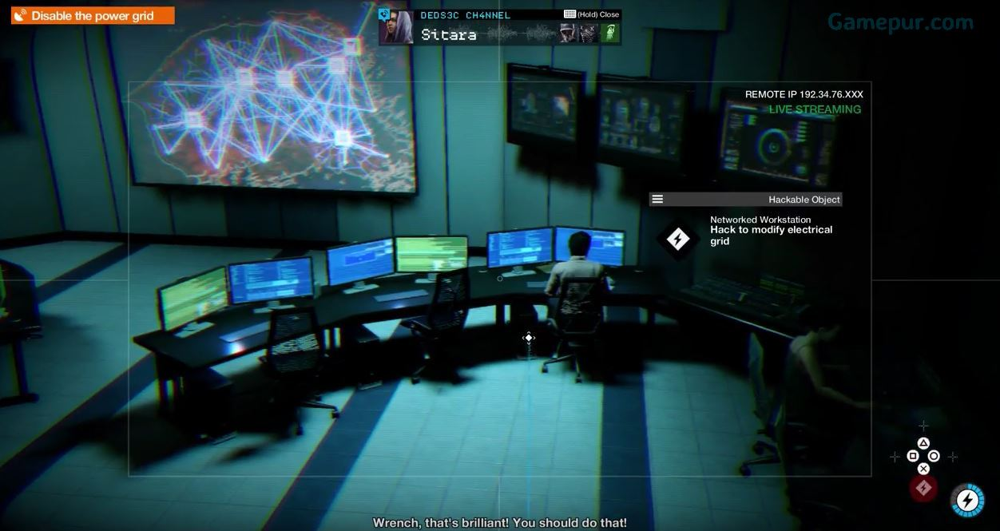 Disable the power grid
DEDS3C CH4NNEL
(Hold) Close
Sitara
Gamepur.com
REMOTE IP 192.34.76.XXX
LIVE STREAMING
Hackable Object
Networked Workstation
Hack to modify electrical
grid
Wrench, that's brilliant! You should do that!